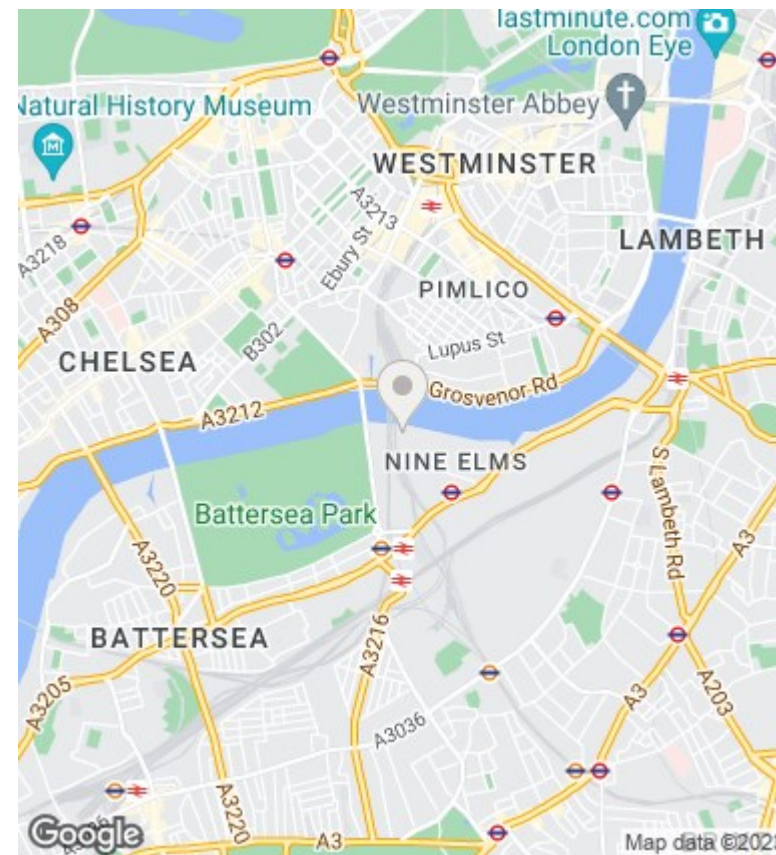 lastminute.com
London Eye
Natural History Museum
Westminster Abbey
WESTMINSTER
A3213
A3218
Ebury St
LAMBETH
PIMLICO
A308
B302
Lupus St
CHELSEA
Grosvenor Rd
A3212
NINE ELMS
Battersea Park
S Lambeth Rd
A3
A3220
BATTERSEA
A3216
A3205
A3
A203
A3036
A3220
Google
A3
Map data ©202